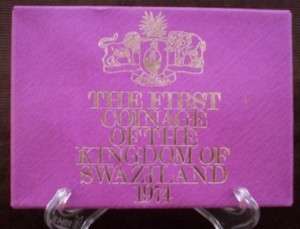 THE FIRST
COINAGE
OF THE
KINGDOM OF
SWAZILAND
1974